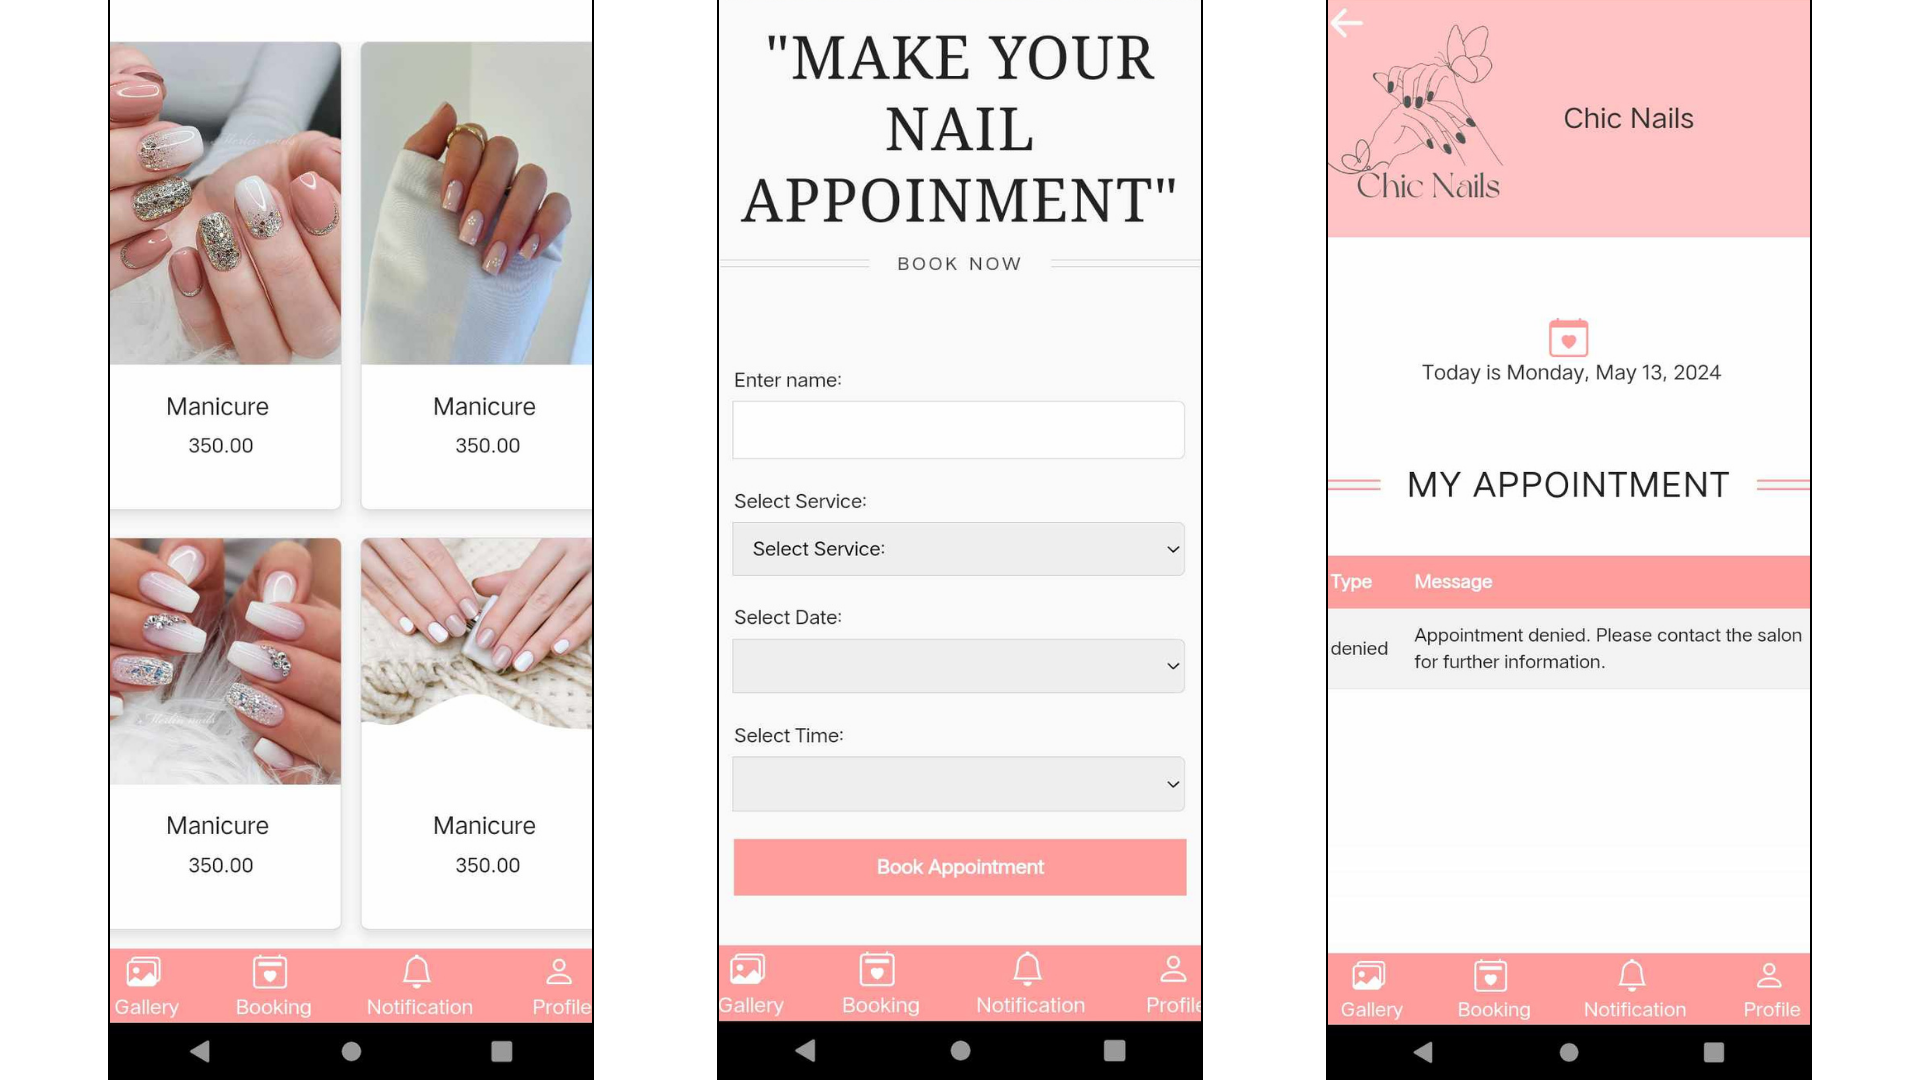 Manicure
350.00
Manicure
350.00
Manicure
350.00
Manicure
350.00
Gallery
Booking
Notification
Profile
"MAKE YOUR
NAIL
APPOINMENT"
BOOK NOW
Enter name:
Select Service:
Select Service:
Select Date:
Select Time:
Book Appointment
Gallery
Booking
Notification
Profile
Chic Nails
Chic Nails
Today is Monday, May 13, 2024
MY APPOINTMENT
Type Message
denied Appointment denied. Please contact the salon
for further information.
Gallery
Booking
Notification
Profile